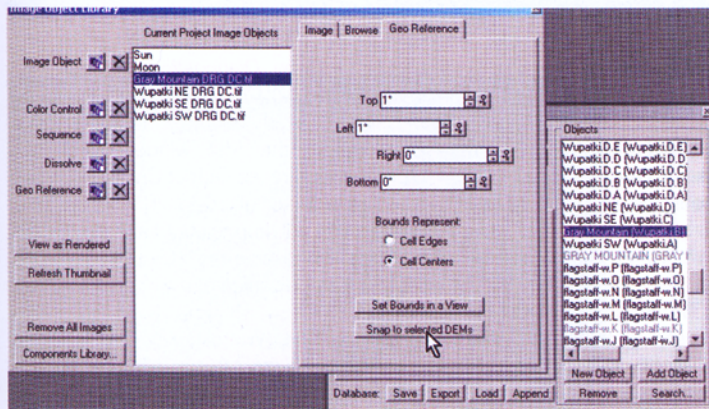 Image Object Library
Current Project Image Objects
Image Browse Geo Reference
Image Object
Color Control
Sequence
Dissolve
Geo Reference
View as Rendered
Refresh Thumbnail
Remove All Images
Components Library...
Sun
Moon
Gray Mountain DRG DC.tif
Wupatki NE DRG DC.tif
Wupatki SE DRG DC.tif
Wupatki SW DRG DC.tif
Top 1°
Left 1°
Right 0°
Bottom 0°
Bounds Represent:
Cell Edges
Cell Centers
Set Bounds in a View
Snap to selected DEMs
Objects
Wupatki.D.E (Wupatki.D.E)
Wupatki.D.D (Wupatki.D.D
Wupatki.D.C (Wupatki.D.C)
Wupatki.D.B (Wupatki.D.B)
Wupatki.D.A (Wupatki.D.A)
Wupatki NE (Wupatki.D)
Wupatki SE (Wupatki.C)
Gray Mountain (Wupatki.B)
Wupatki SW (Wupatki.A)
GRAY MOUNTAIN (GRAY
flagstaff-w.P (flagstaff-w.P)
flagstaff-w.O (flagstaff-w.O)
flagstaff-w.N (flagstaff-w.N)
flagstaff-w.M (flagstaff-w.M)
flagstaff-w.L (flagstaff-w.L)
flagstaff-w.K (flagstaff-w.K)
flagstaff-w.J (flagstaff-w.J)
New Object Add Object
Remove Search...
Database: Save Export Load Append